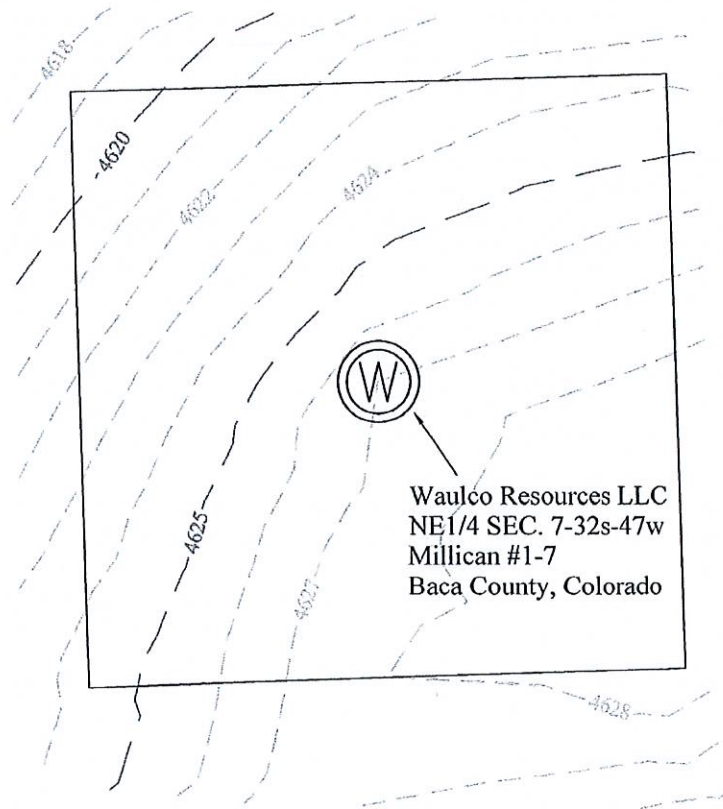 4618
4620
4622
4624
W
Waulco Resources LLC
NE1/4 SEC. 7-32s-47w
Millican #1-7
Baca County, Colorado
4625
4627
4628